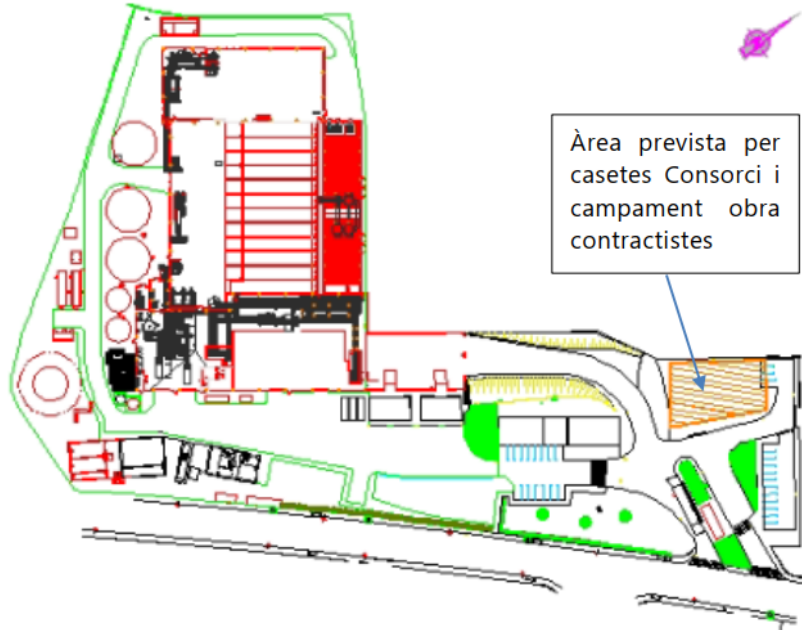 Àrea prevista per
casetes Consorci i
campament obra
contractistes